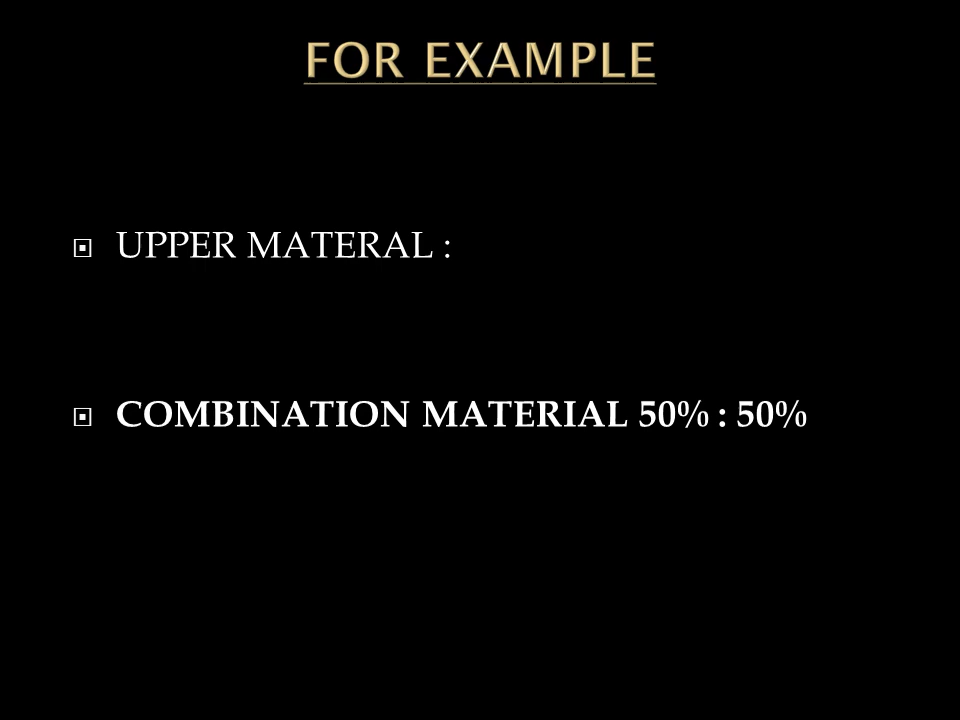 FOR EXAMPLE
UPPER MATERAL :
COMBINATION MATERIAL 50% : 50%